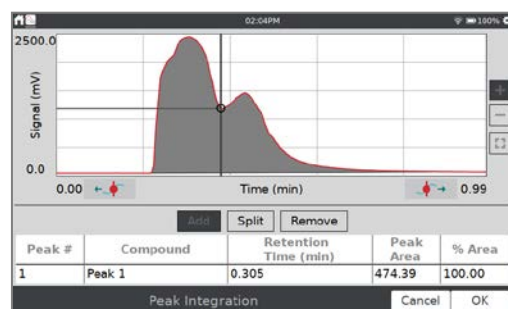 02:04PM
100%
2500.0
Signal (mV)
0.0
0.00 Time (min) 0.99
Add Split Remove
Peak # Compound Retention Time (min) Peak Area % Area
1 Peak 1 0.305 474.39 100.00
Peak Integration Cancel OK